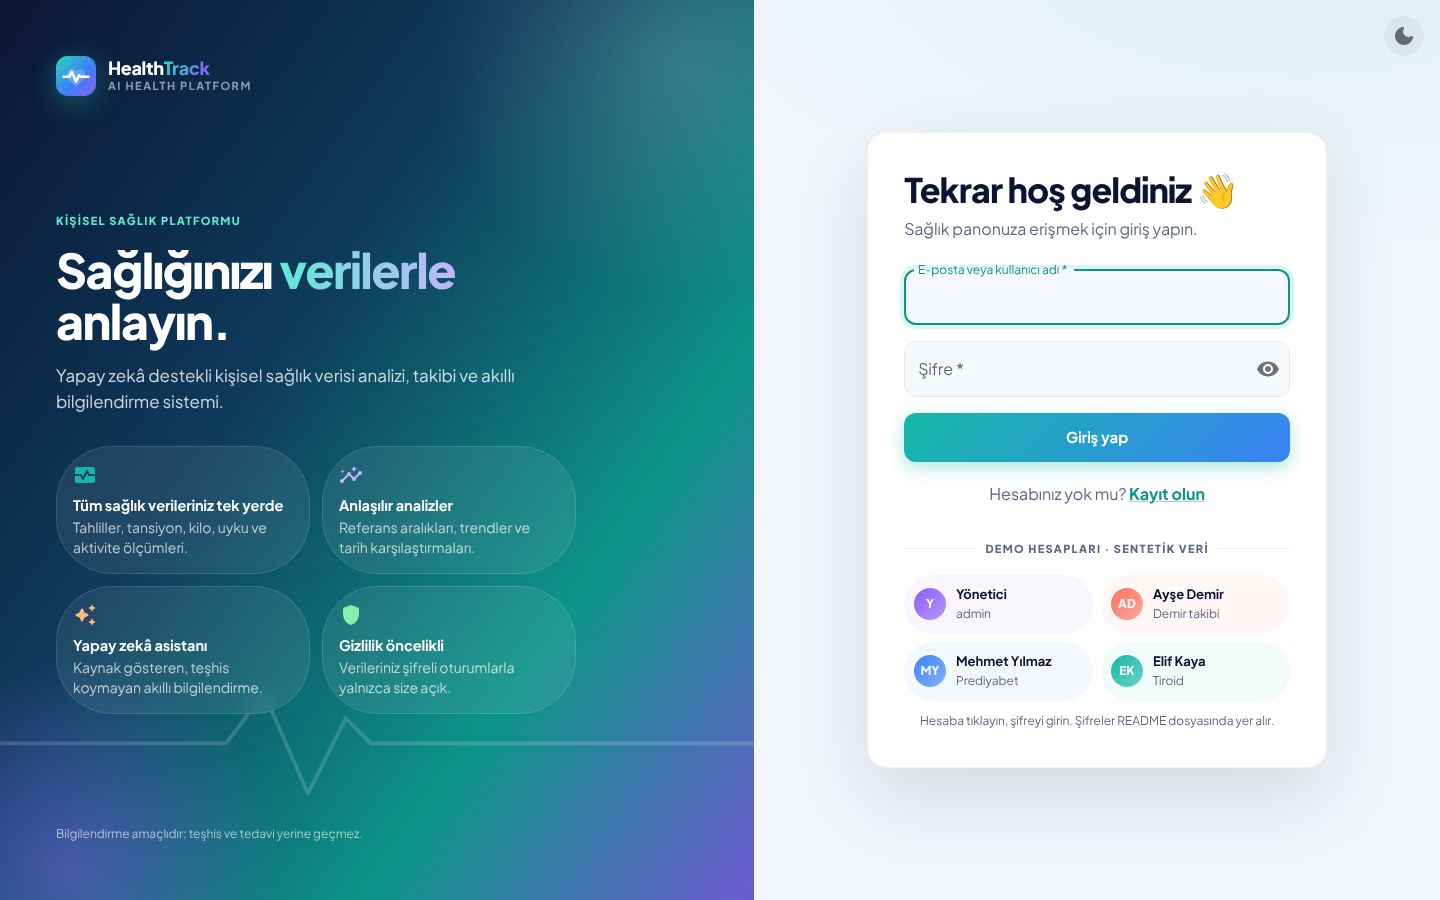 HealthTrack
AI HEALTH PLATFORM
KİŞİSEL SAĞLIK PLATFORMU
Sağlığınızı verilerle
anlayın.
Yapay zekâ destekli kişisel sağlık verisi analizi, takibi ve akıllı
bilgilendirme sistemi.
Tüm sağlık verileriniz tek yerde
Tahliller, tansiyon, kilo, uyku ve
aktivite ölçümleri.
Anlaşılır analizler
Referans aralıkları, trendler ve
tarih karşılaştırmaları.
Yapay zekâ asistanı
Kaynak gösteren, teşhis
koymayan akıllı bilgilendirme.
Gizlilik öncelikli
Verileriniz şifreli oturumlarla
yalnızca size açık.
Bilgilendirme amaçlıdır; teşhis ve tedavi yerine geçmez.
Tekrar hoş geldiniz 👋
Sağlık panonuza erişmek için giriş yapın.
E-posta veya kullanıcı adı *
Şifre *
Giriş yap
Hesabınız yok mu? Kayıt olun
DEMO HESAPLARI · SENTETİK VERİ
Y
Yönetici
admin
AD
Ayşe Demir
Demir takibi
MY
Mehmet Yılmaz
Prediyabet
EK
Elif Kaya
Tiroid
Hesaba tıklayın, şifreyi girin. Şifreler README dosyasında yer alır.